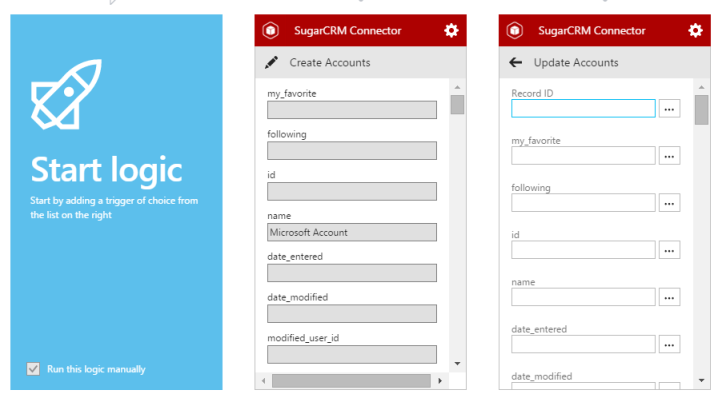 Start logic
Start by adding a trigger of choice from
the list on the right
Run this logic manually
SugarCRM Connector
Create Accounts
my_favorite
following
id
name
Microsoft Account
date_entered
date_modified
modified_user_id
SugarCRM Connector
Update Accounts
Record ID
...
my_favorite
...
following
...
id
...
name
...
date_entered
...
date_modified